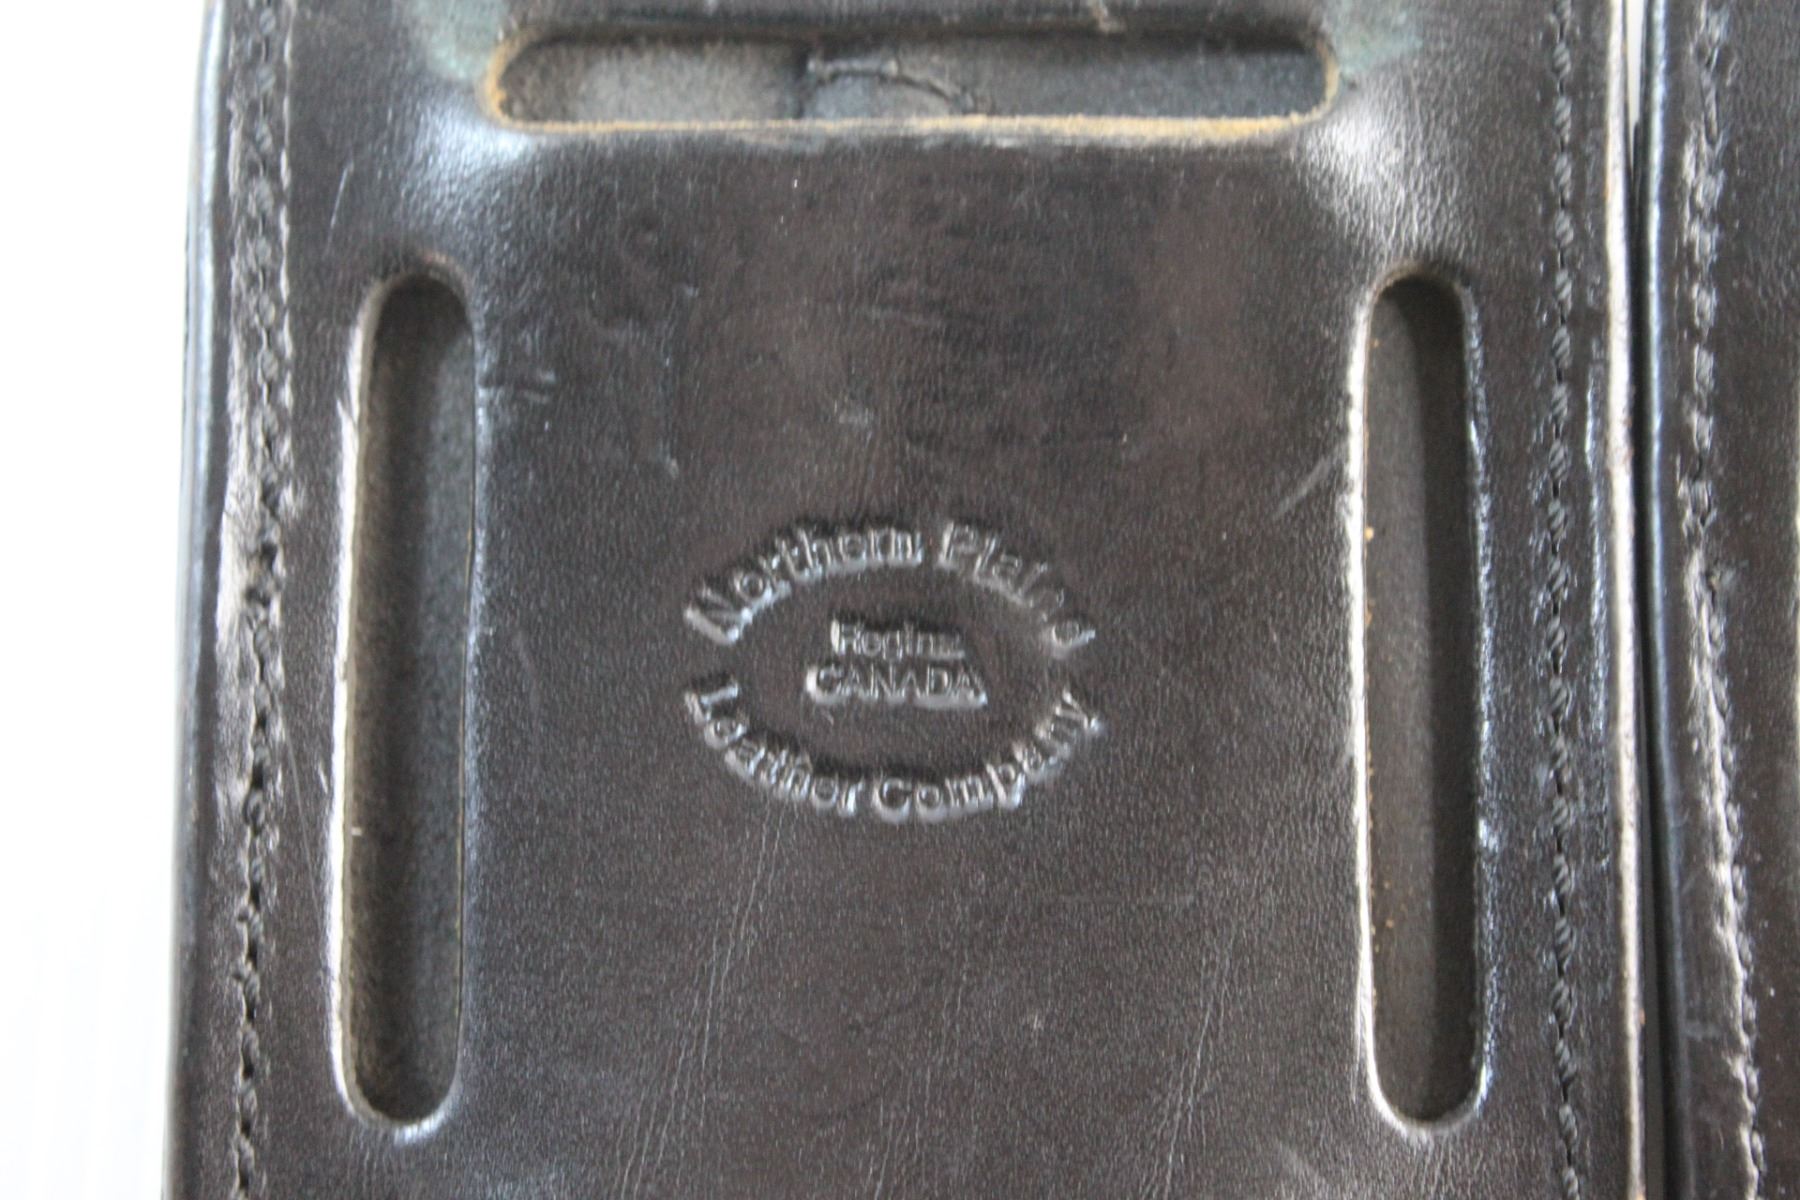 Northern Plains
Regina
CANADA
Leather Company